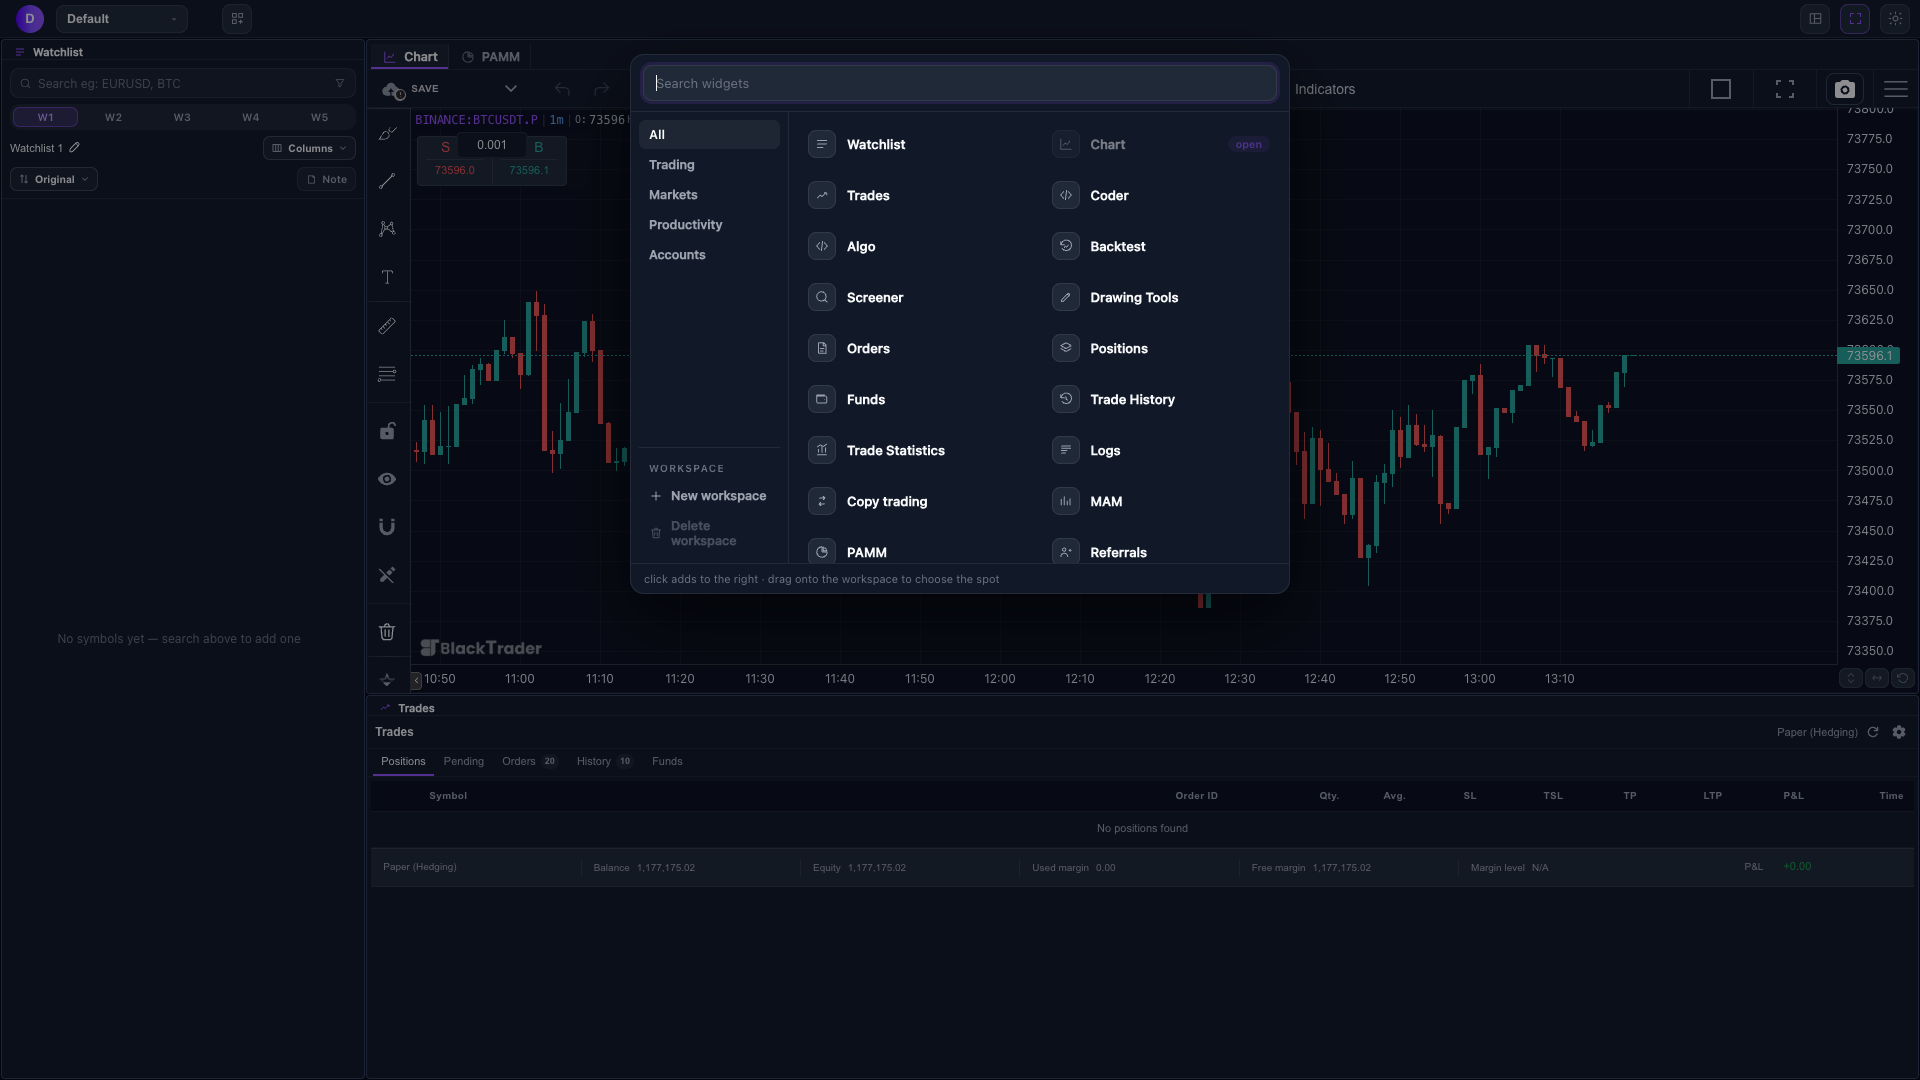 D
Default
Watchlist
Search eg: EURUSD, BTC
W1 W2 W3 W4 W5
Watchlist 1
Columns
Original
Note
No symbols yet — search above to add one
Chart
PAMM
SAVE
Indicators
BINANCE:BTCUSDT.P 1m O: 73596
S 0.001 B
73596.0 73596.1
Search widgets
All
Trading
Markets
Productivity
Accounts
WORKSPACE
New workspace
Delete workspace
Watchlist
Chart open
Trades
Coder
Algo
Backtest
Screener
Drawing Tools
Orders
Positions
Funds
Trade History
Trade Statistics
Logs
Copy trading
MAM
PAMM
Referrals
click adds to the right · drag onto the workspace to choose the spot
73800.0
73775.0
73750.0
73725.0
73700.0
73675.0
73650.0
73625.0
73596.1
73575.0
73550.0
73525.0
73500.0
73475.0
73450.0
73425.0
73400.0
73375.0
73350.0
BlackTrader
10:50 11:00 11:10 11:20 11:30 11:40 11:50 12:00 12:10 12:20 12:30 12:40 12:50 13:00 13:10
Trades
Trades
Paper (Hedging)
Positions Pending Orders 20 History 10 Funds
Symbol Order ID Qty. Avg. SL TSL TP LTP P&L Time
No positions found
Paper (Hedging) Balance 1,177,175.02 Equity 1,177,175.02 Used margin 0.00 Free margin 1,177,175.02 Margin level N/A P&L +0.00